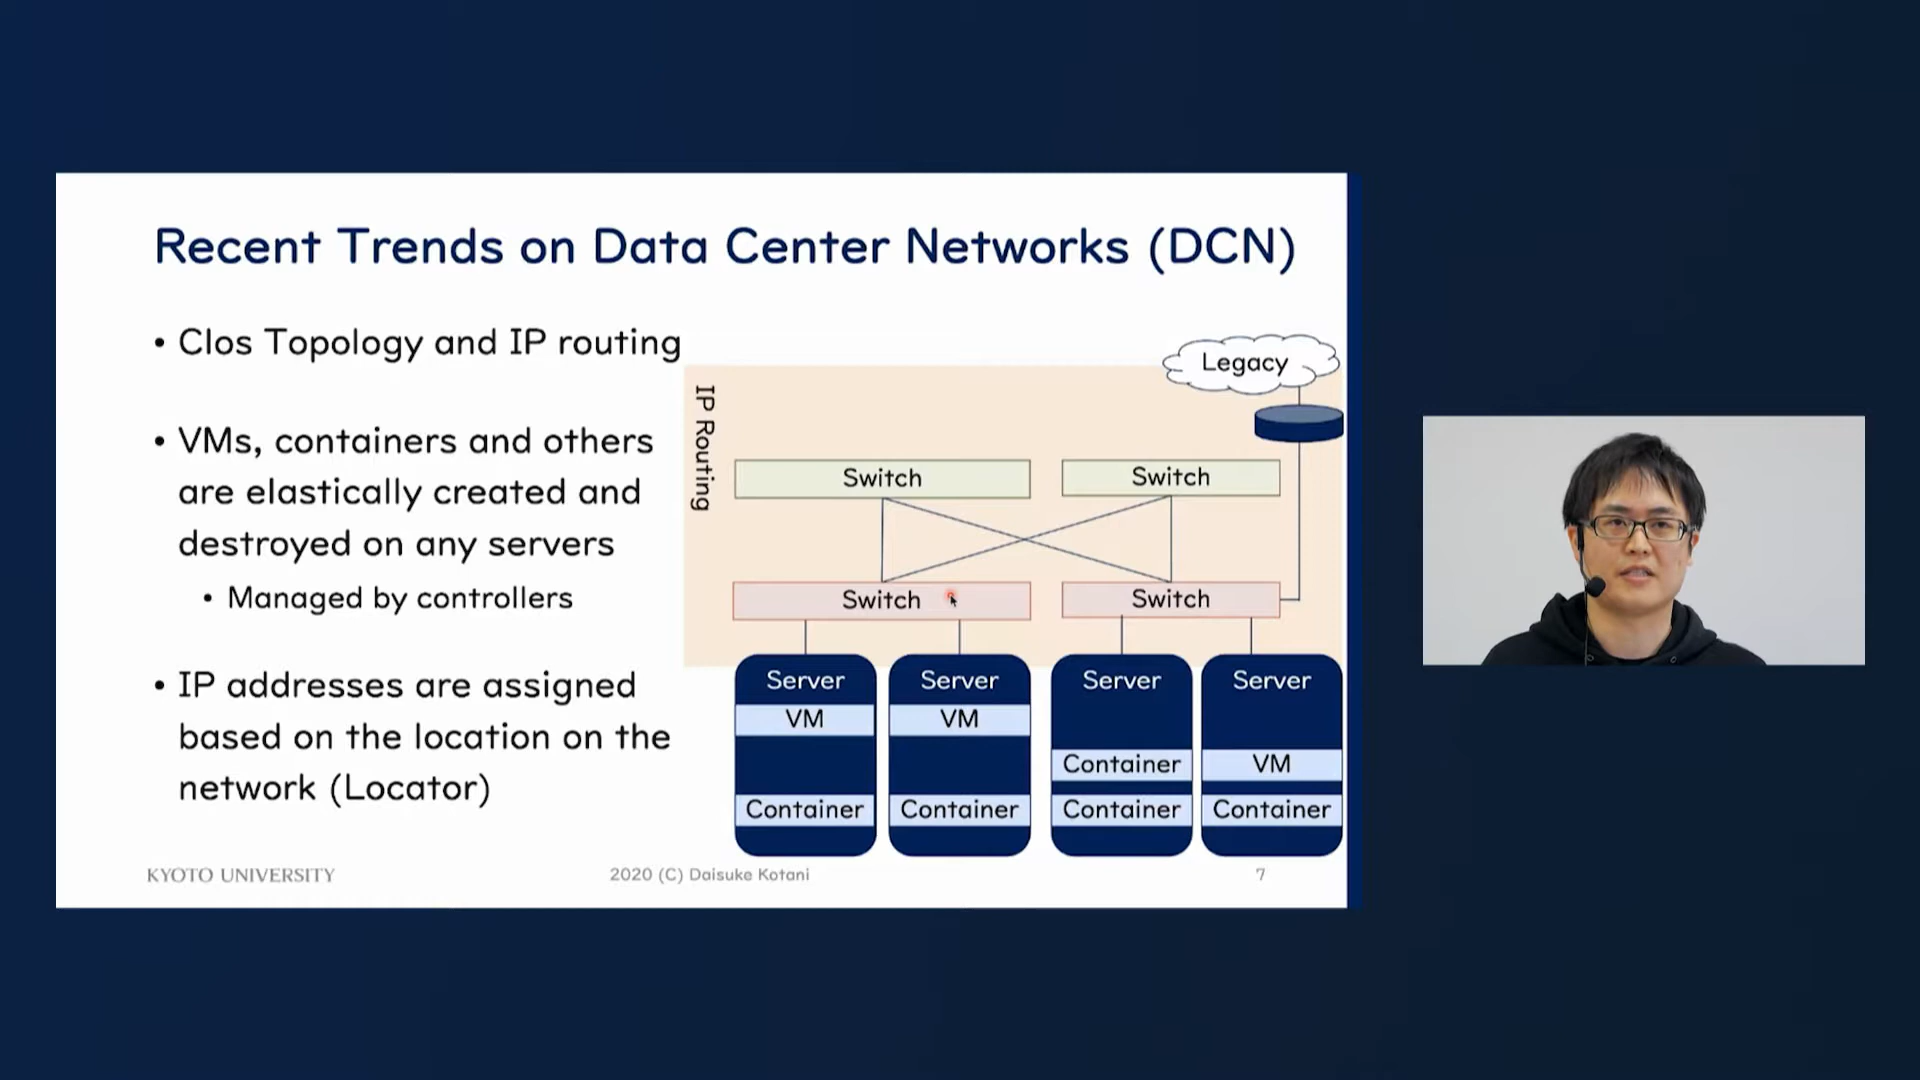 Recent Trends on Data Center Networks (DCN)
• Clos Topology and IP routing
• VMs, containers and others
are elastically created and
destroyed on any servers
• Managed by controllers
• IP addresses are assigned
based on the location on the
network (Locator)
Legacy
IP Routing
Switch
Switch
Switch
Switch
Server
VM
Container
Server
VM
Container
Server
Container
Container
Server
VM
Container
KYOTO UNIVERSITY
2020 (C) Daisuke Kotani
7